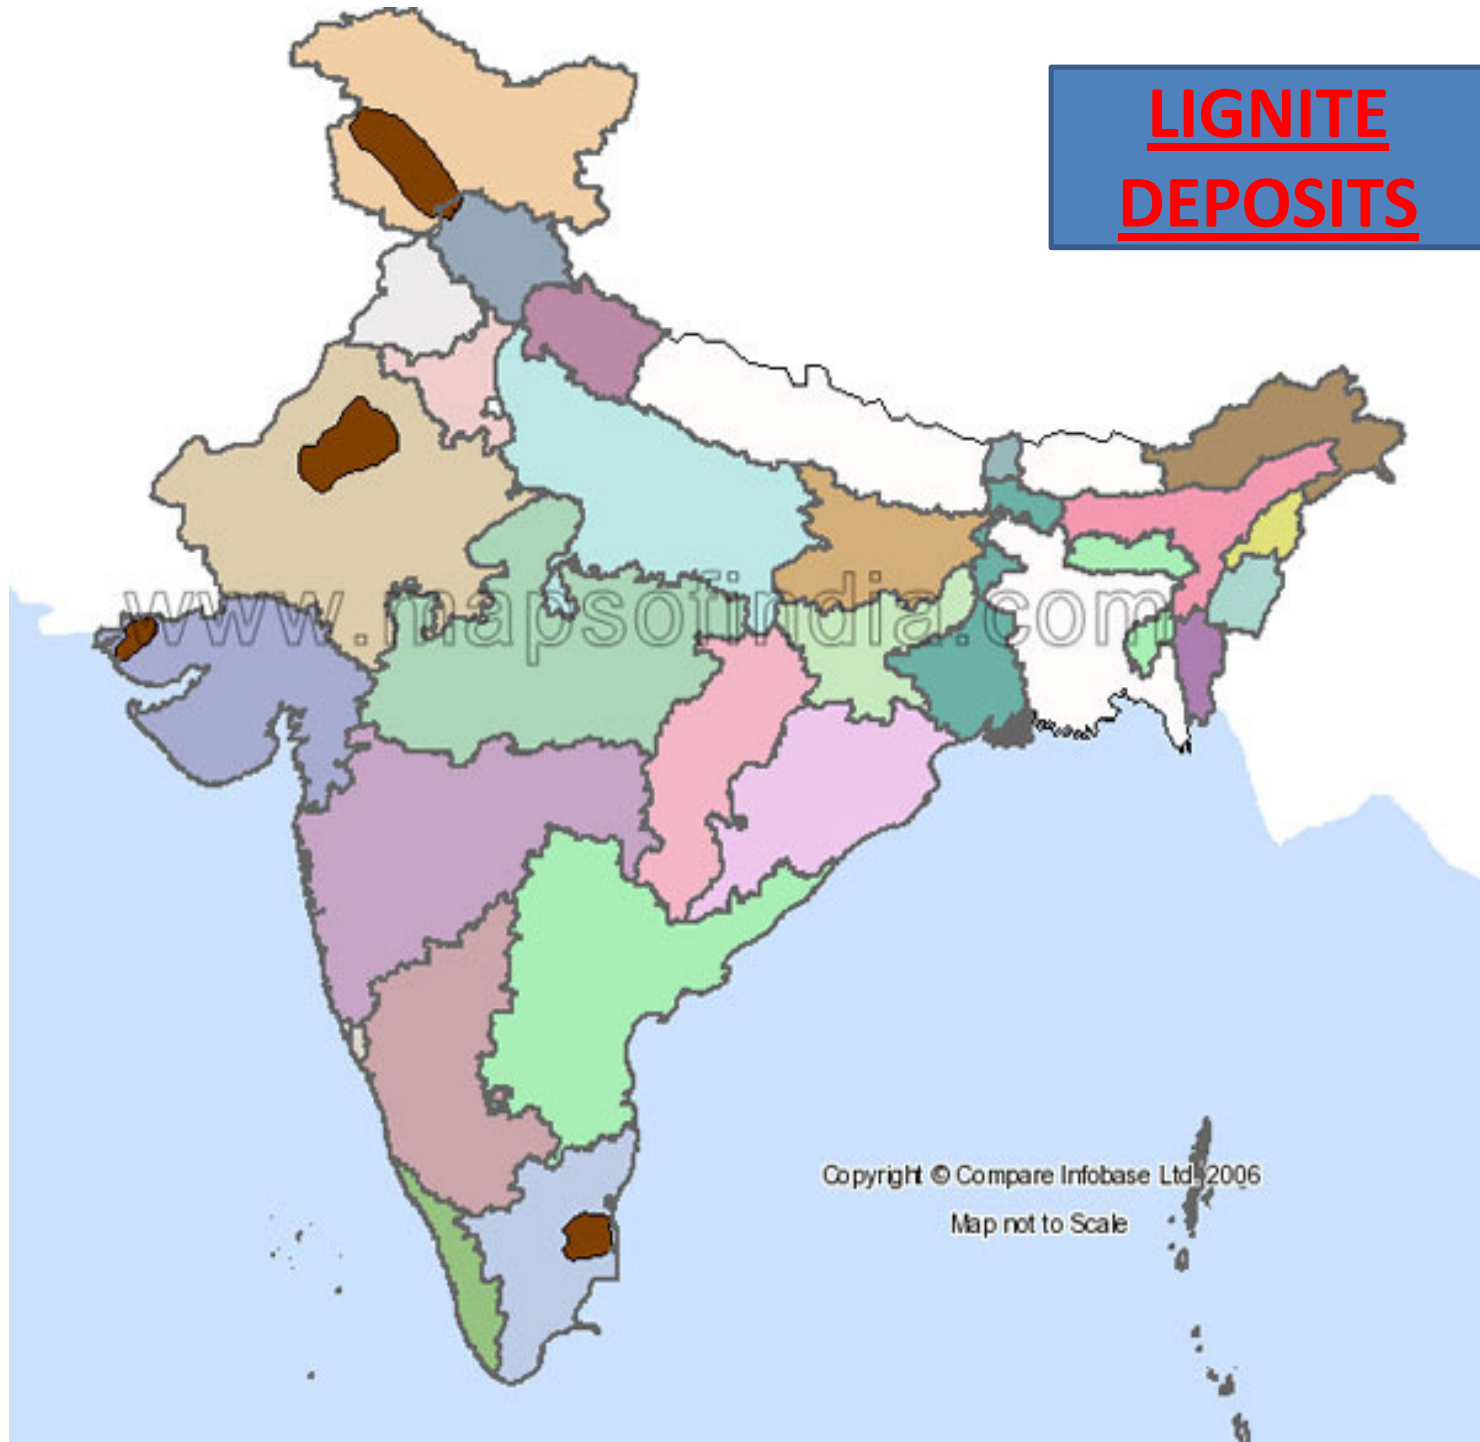 LIGNITE
DEPOSITS
www.mapsofindia.com
Copyright © Compare Infobase Ltd, 2006
Map not to Scale